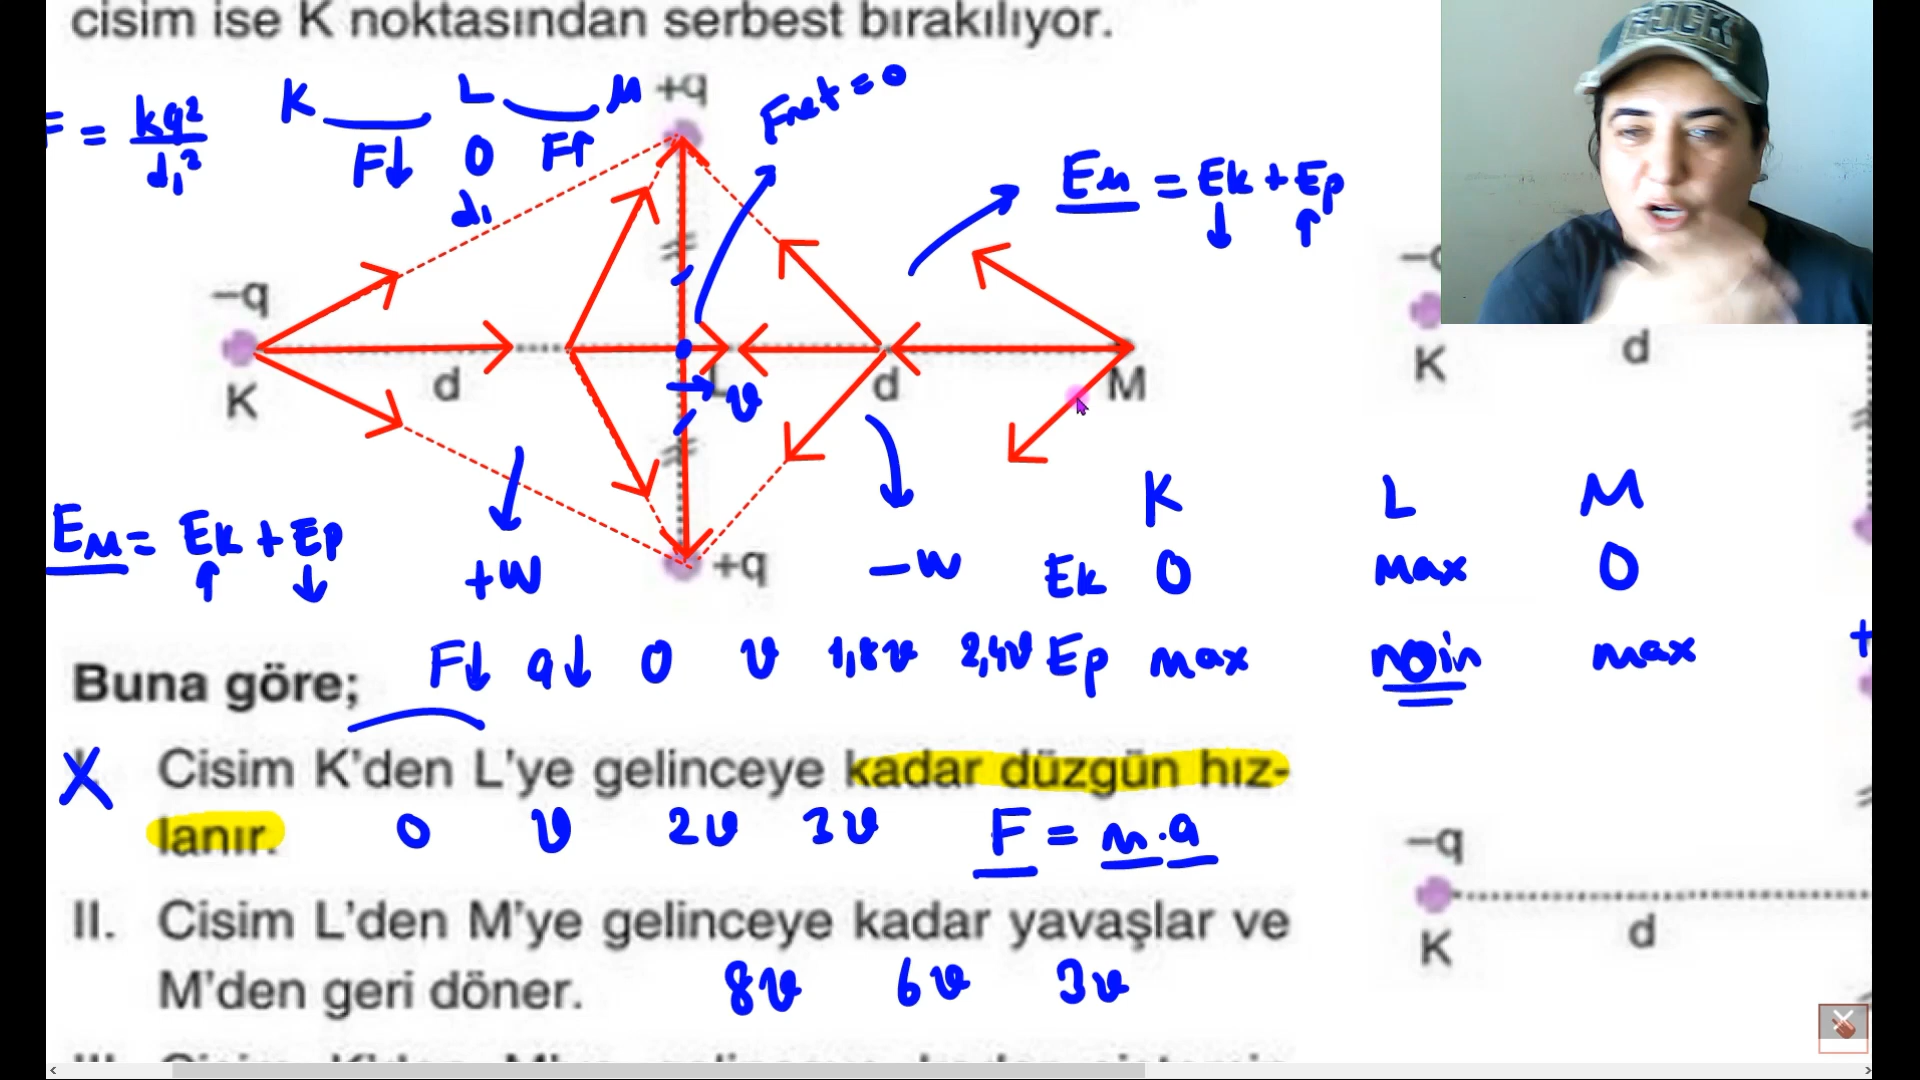 cisim ise K noktasından serbest bırakılıyor.
ROCK
K L M +q Fnet = 0
= kq² / d₁² F↓ 0 F↑
d₁
EM = Ek + Ep
↓ ↑
-q
K d L v d M
K d
K L M
EM = Ek + Ep
↑ ↓
+W +q -W Ek 0 max 0
F↓ a↓ 0 v 1,8v 2,4v Ep max min max
Buna göre;
X Cisim K'den L'ye gelinceye kadar düzgün hız-
lanır. 0 v 2v 3v F = m.a
-q
II. Cisim L'den M'ye gelinceye kadar yavaşlar ve
K d
M'den geri döner. 8v 6v 3v